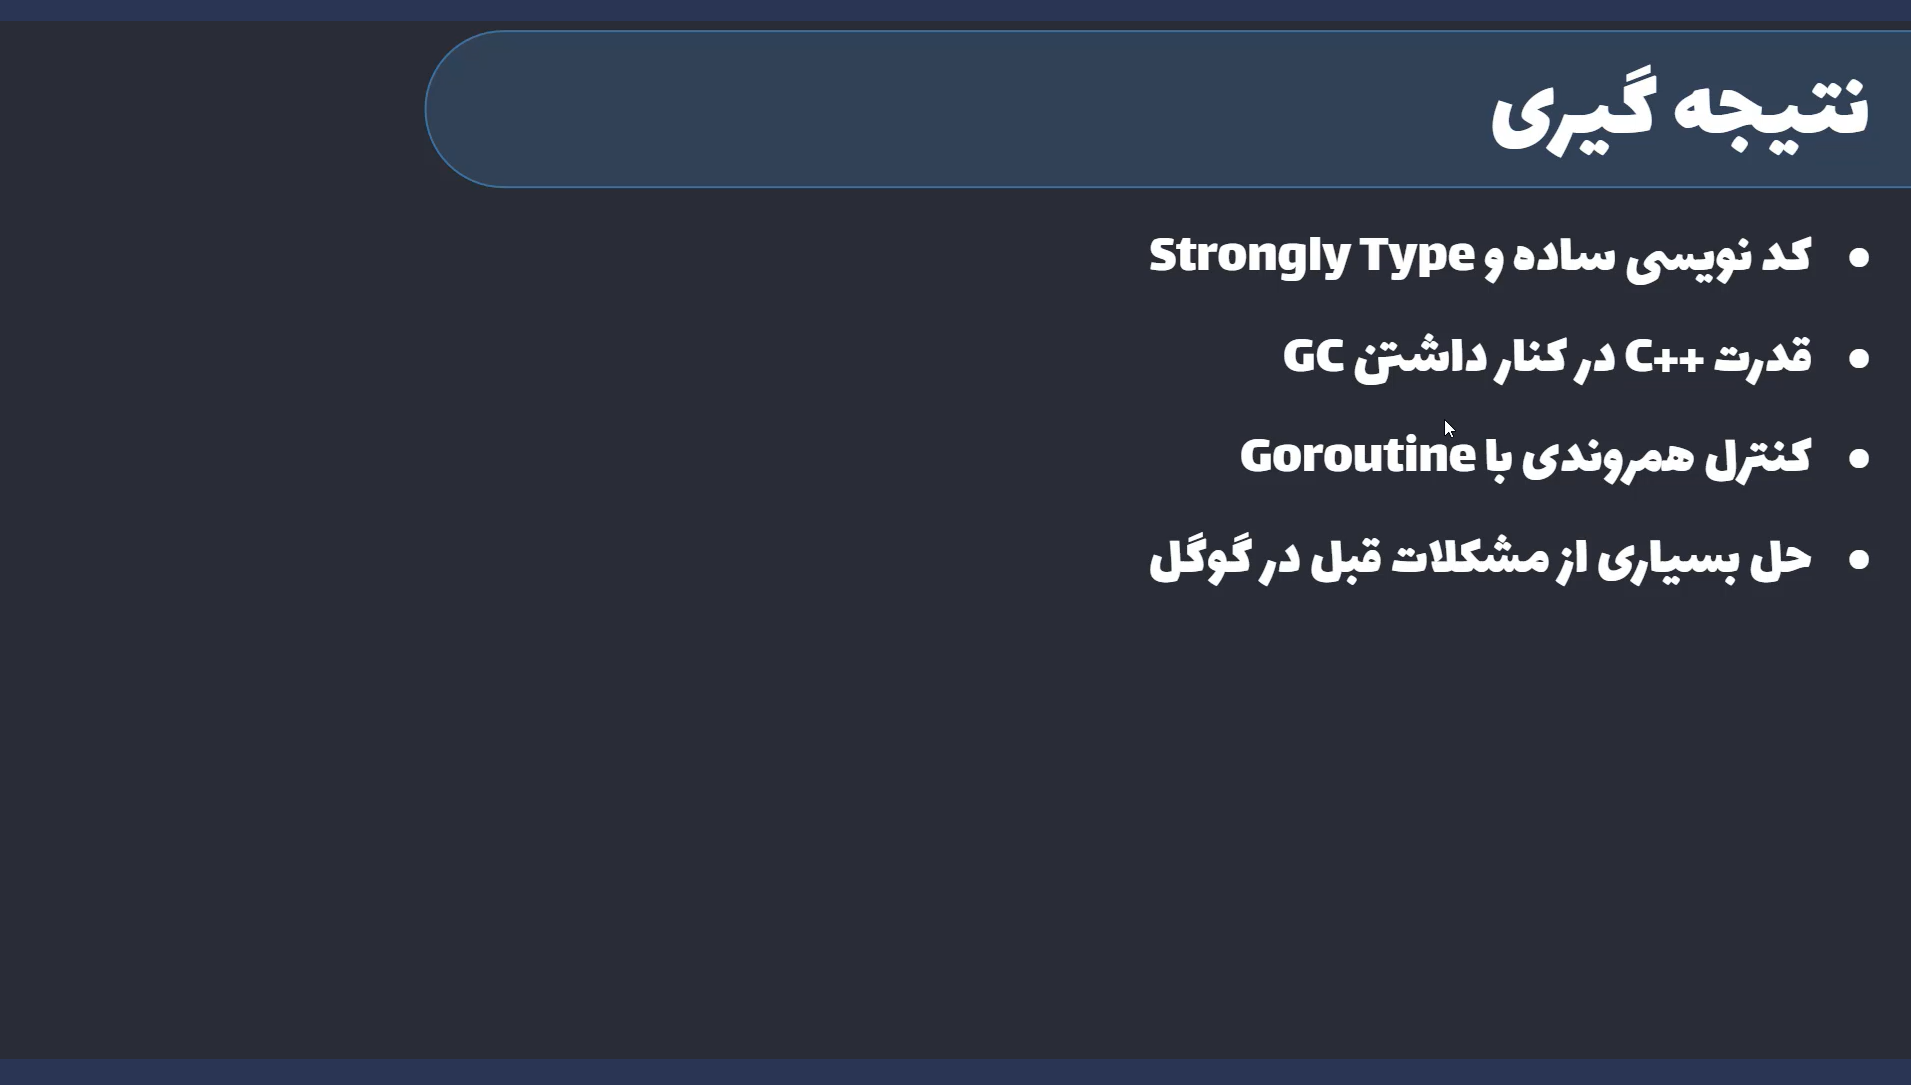 نتیجه گیری
• کد نویسی ساده و Strongly Type
• قدرت C++ در کنار داشتن GC
• کنترل همروندی با Goroutine
• حل بسیاری از مشکلات قبل در گوگل